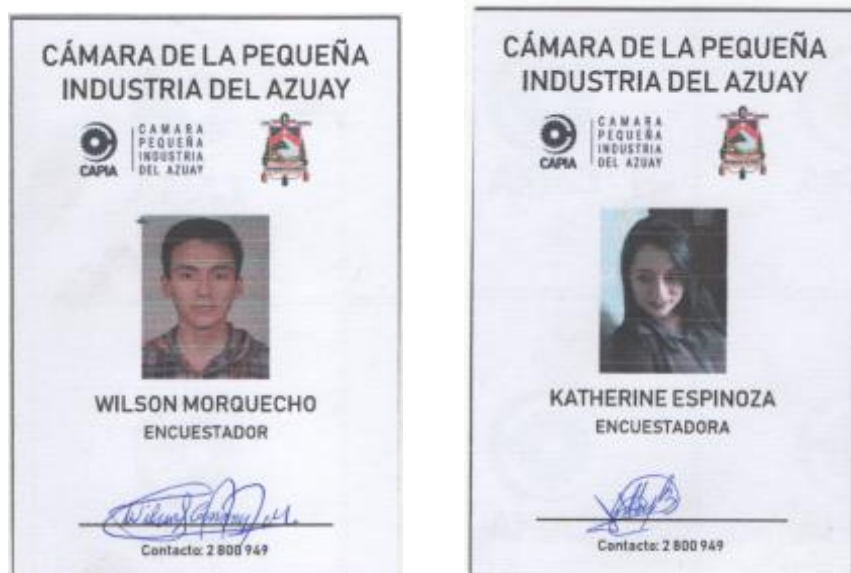 CÁMARA DE LA PEQUEÑA
INDUSTRIA DEL AZUAY
CAPIA
CAMARA
PEQUEÑA
INDUSTRIA
DEL AZUAY
WILSON MORQUECHO
ENCUESTADOR
Contacto: 2 800 949
CÁMARA DE LA PEQUEÑA
INDUSTRIA DEL AZUAY
CAPIA
CAMARA
PEQUEÑA
INDUSTRIA
DEL AZUAY
KATHERINE ESPINOZA
ENCUESTADORA
Contacto: 2 800 949